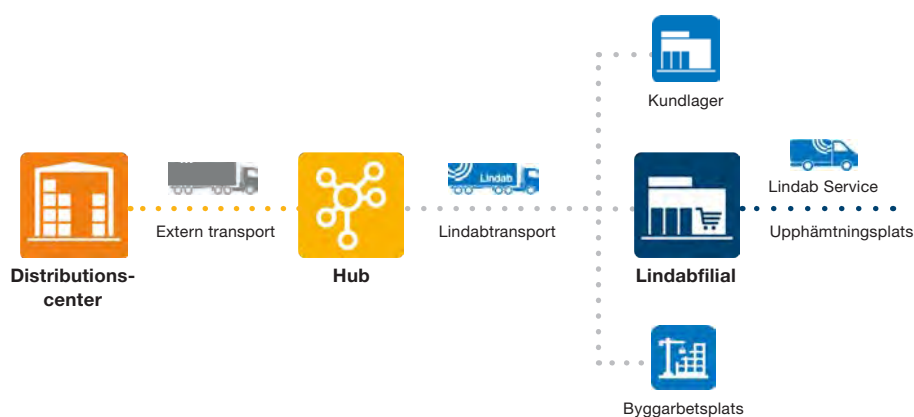 Kundlager
Lindab
Lindab Service
Extern transport
Lindabtransport
Upphämtningsplats
Distributions-
center
Hub
Lindabfilial
Byggarbetsplats